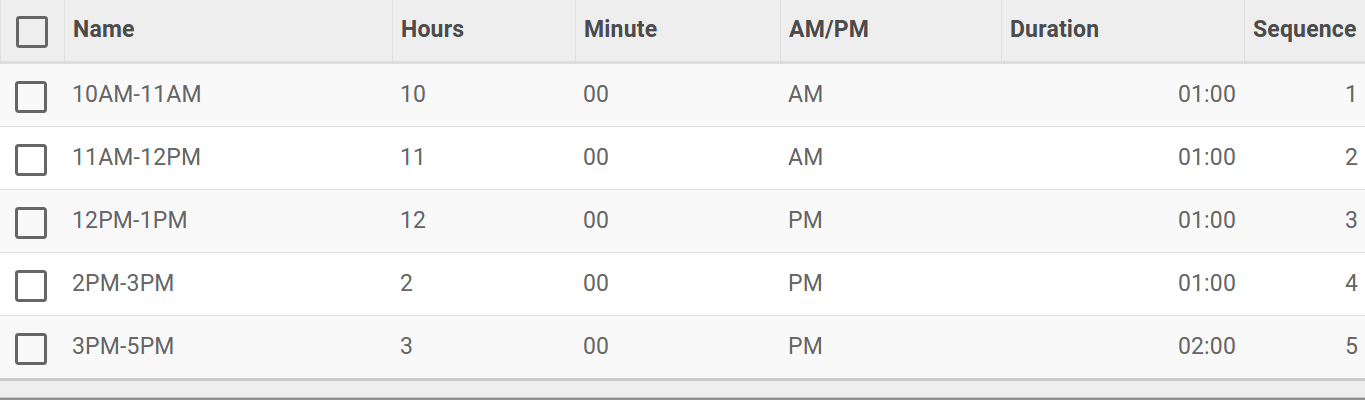 Name Hours Minute AM/PM Duration Sequence
10AM-11AM 10 00 AM 01:00 1
11AM-12PM 11 00 AM 01:00 2
12PM-1PM 12 00 PM 01:00 3
2PM-3PM 2 00 PM 01:00 4
3PM-5PM 3 00 PM 02:00 5